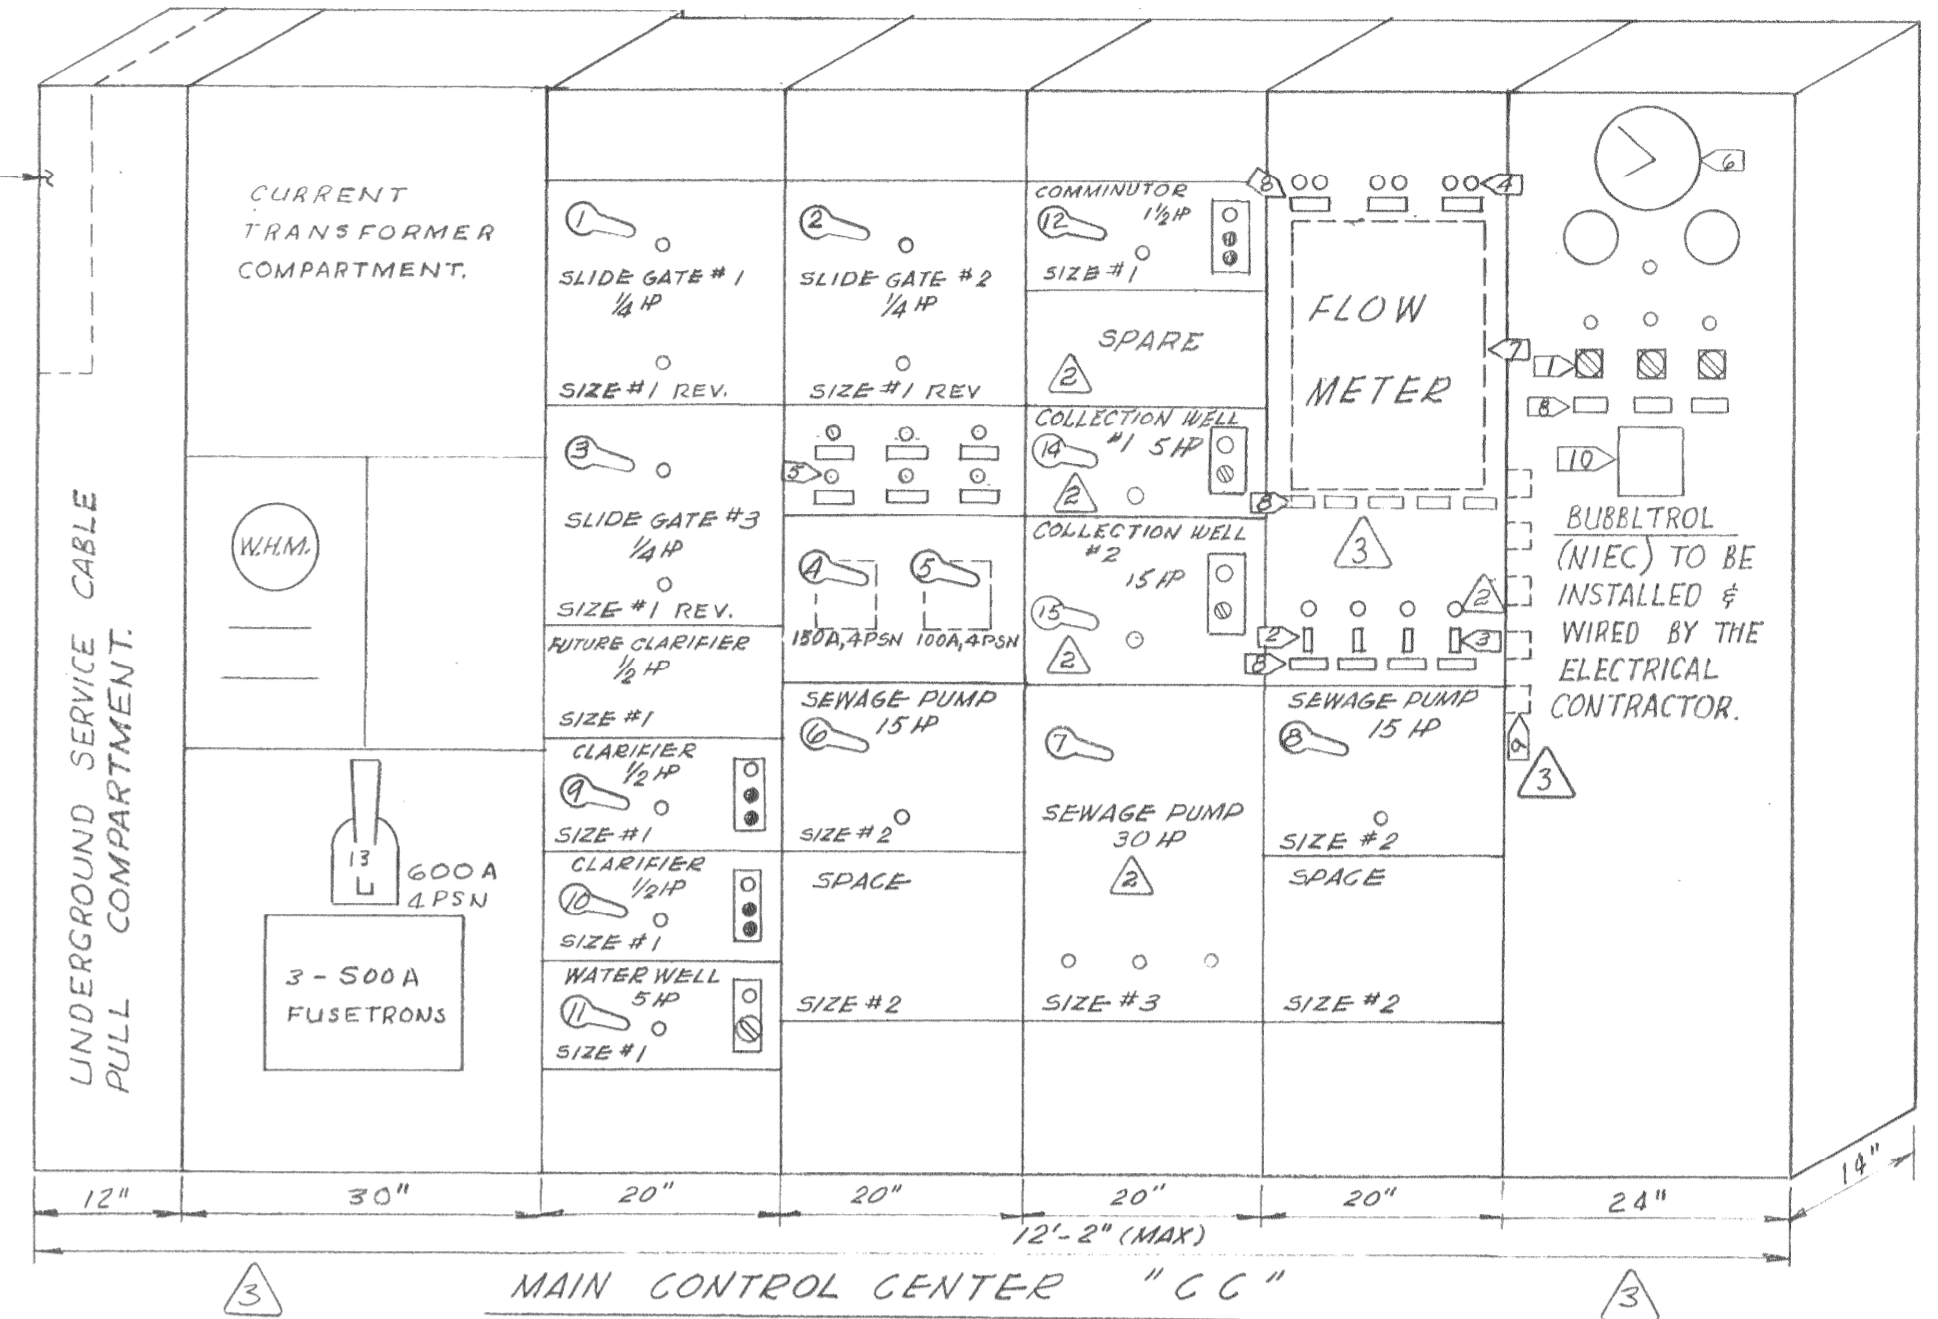 UNDERGROUND SERVICE CABLE
PULL COMPARTMENT.
CURRENT
TRANSFORMER
COMPARTMENT.
W.H.M.
13
600A
4PSN
3-500A
FUSETRONS
1
SLIDE GATE #1
1/4 HP
SIZE #1 REV.
3
SLIDE GATE #3
1/4 HP
SIZE #1 REV.
FUTURE CLARIFIER
1/2 HP
SIZE #1
CLARIFIER
1/2 HP
9
SIZE #1
CLARIFIER
1/2 HP
10
SIZE #1
WATER WELL
5 HP
11
SIZE #1
2
SLIDE GATE #2
1/4 HP
SIZE #1 REV
5
4
5
100A, 4PSN
SEWAGE PUMP
15 HP
6
SIZE #2
SPACE
SIZE #2
COMMINUTOR
1 1/2 HP
12
SIZE #1
SPARE
2
COLLECTION WELL
#1 5 HP
14
2
COLLECTION WELL
#2
15 HP
15
2
7
SEWAGE PUMP
30 HP
2
SIZE #3
8
4
FLOW
METER
7
8
3
2
2
3
8
SEWAGE PUMP
15 HP
8
SIZE #2
SPACE
SIZE #2
6
1
8
10
BUBBLTROL
(NIEC) TO BE
INSTALLED &
WIRED BY THE
ELECTRICAL
CONTRACTOR.
9
3
12"
30"
20"
20"
20"
20"
24"
14"
12'-2" (MAX)
3
MAIN CONTROL CENTER "CC"
3